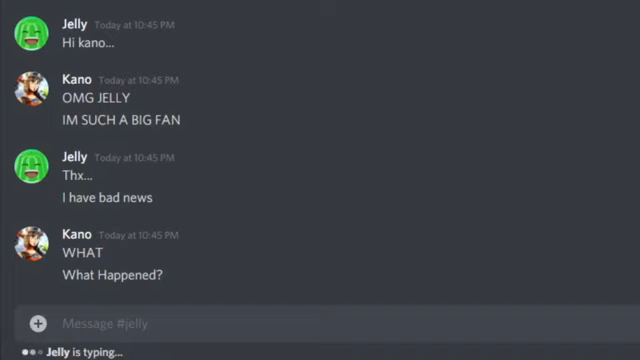 Jelly Today at 10:45 PM
Hi kano...
Kano Today at 10:45 PM
OMG JELLY
IM SUCH A BIG FAN
Jelly Today at 10:45 PM
Thx...
I have bad news
Kano Today at 10:45 PM
WHAT
What Happened?
Message #jelly
Jelly is typing...